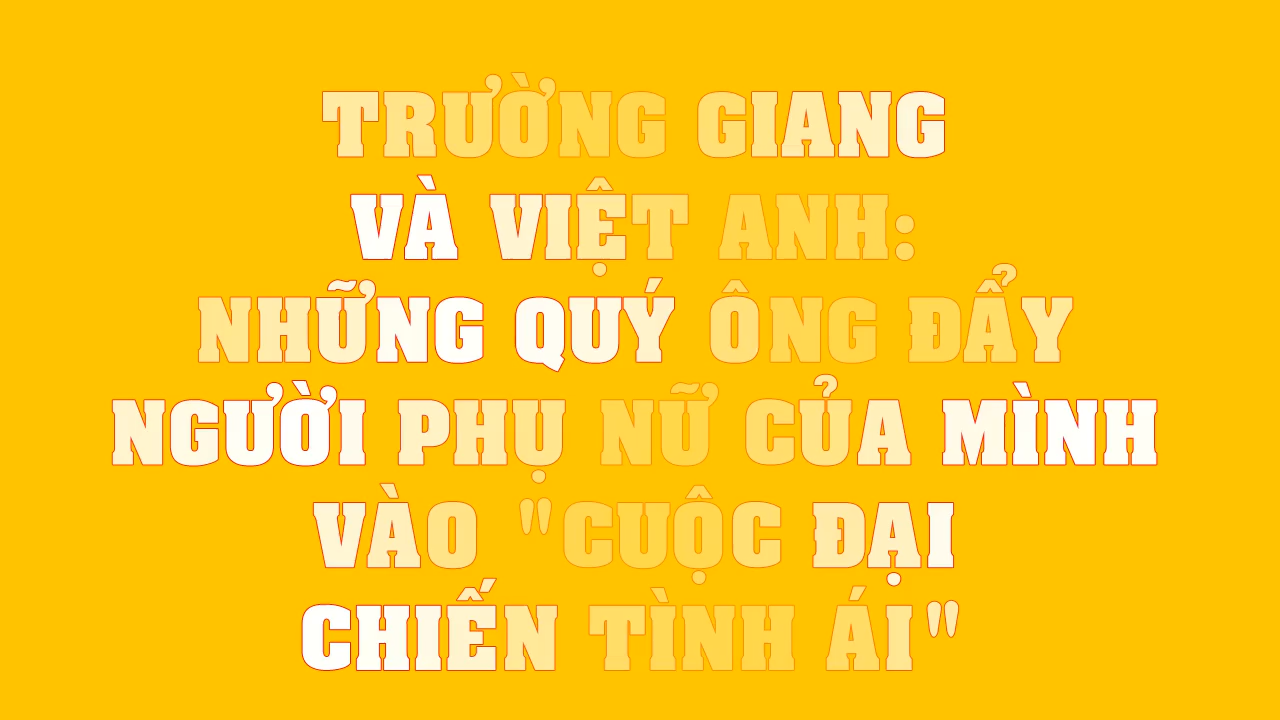 TRƯỜNG GIANG
VÀ VIỆT ANH:
NHỮNG QUÝ ÔNG ĐẨY
NGƯỜI PHỤ NỮ CỦA MÌNH
VÀO "CUỘC ĐẠI
CHIẾN TÌNH ÁI"